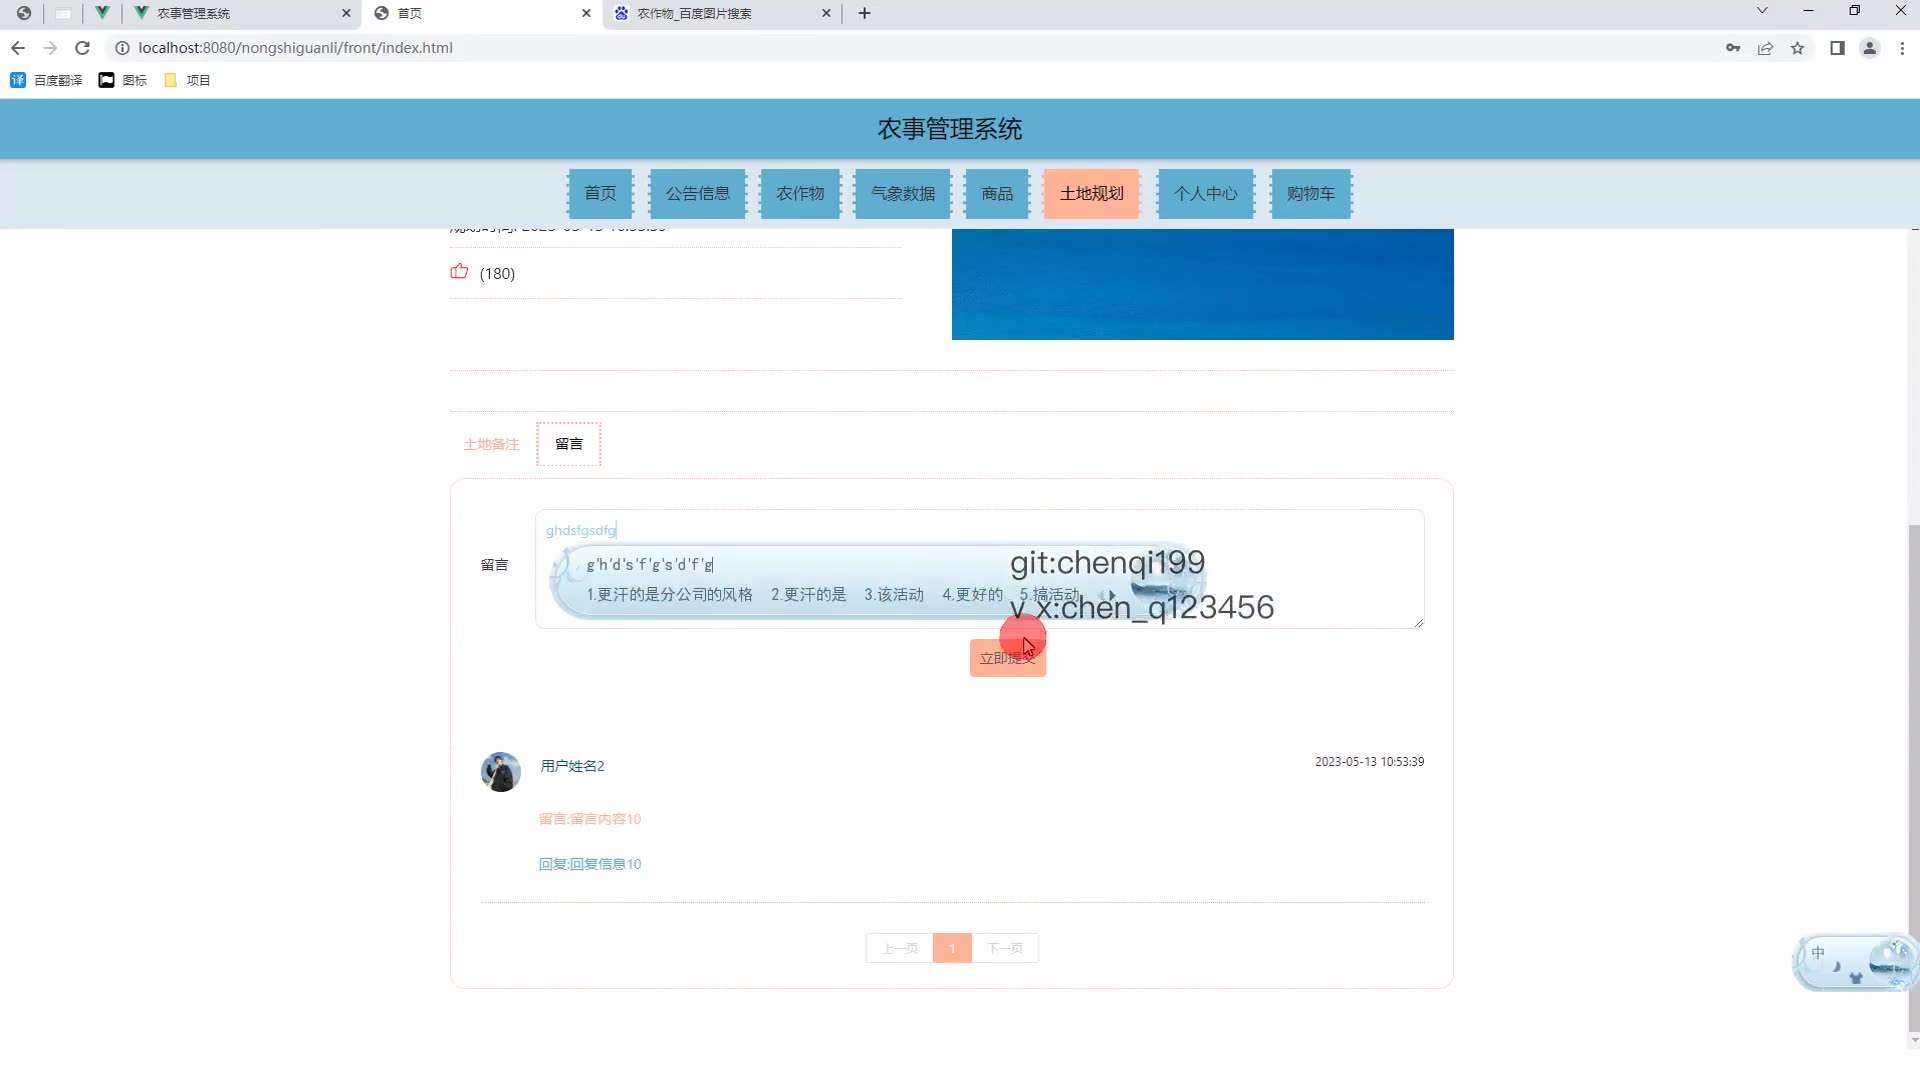 农事管理系统
首页
农作物_百度图片搜索
localhost:8080/nongshiguanli/front/index.html
百度翻译
图标
项目
农事管理系统
首页
公告信息
农作物
气象数据
商品
土地规划
个人中心
购物车
(180)
土地备注
留言
留言
ghdsfgsdfg
g'h'd's'f'g's'd'f'g
1.更汗的是分公司的风格 2.更汗的是 3.该活动 4.更好的 5.搞活动
git:chenqi199
v_x:chen_q123456
立即提交
用户姓名2
2023-05-13 10:53:39
留言:留言内容10
回复:回复信息10
上一页
1
下一页
中